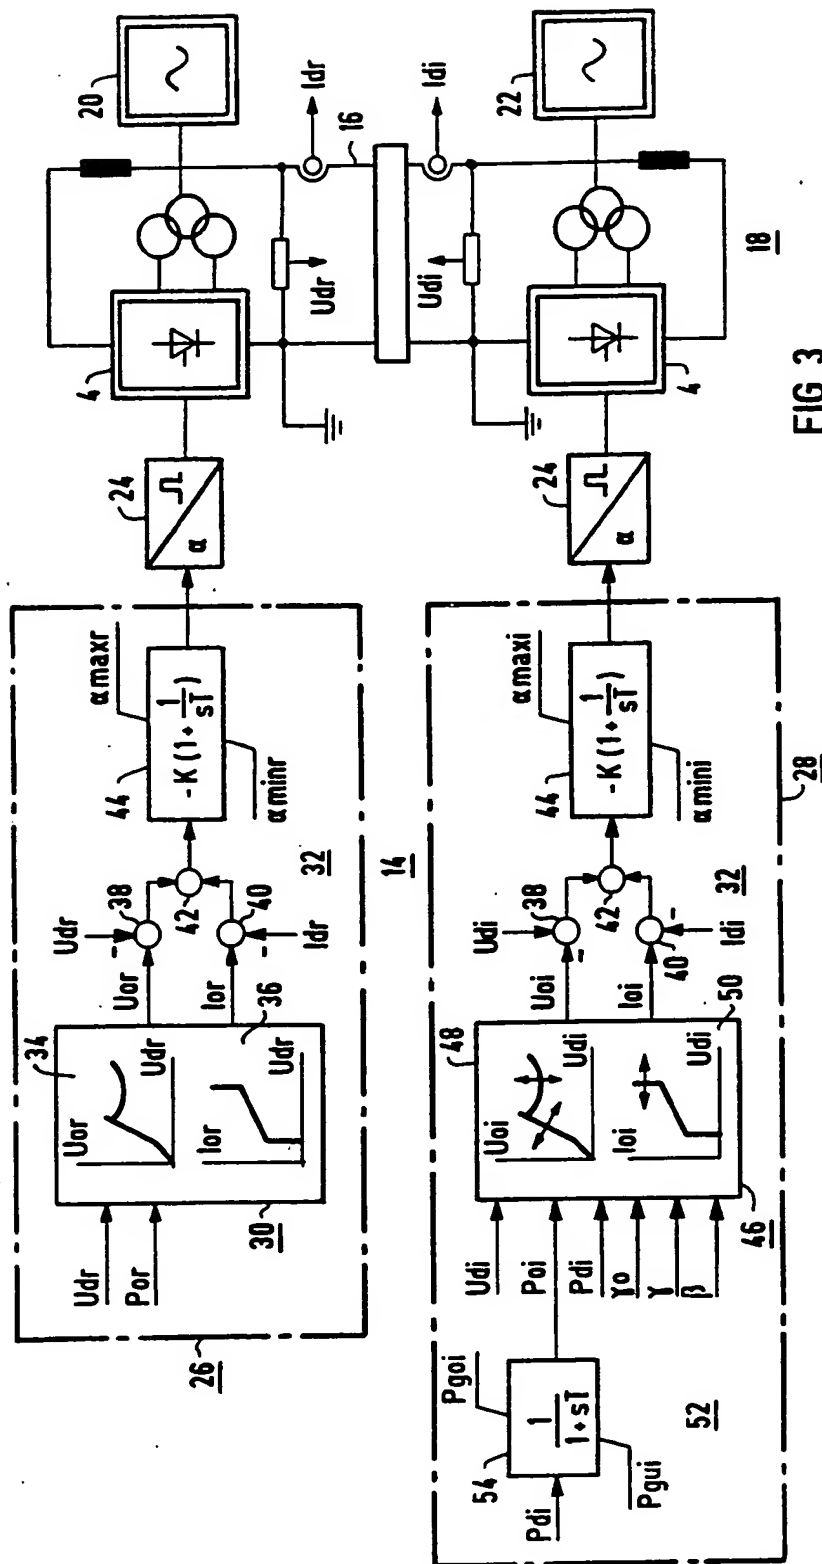 20
Idr
16
Idi
22
Udr
Udi
18
4
4
FIG 3
24
α
24
α
αmaxr
44
-K(1+1/sT)
αminr
32
Udr
-
38
42
40
-
Idr
Uor
Ior
34
Uor
Udr
36
Ior
Udr
30
Udr
Por
26
14
αmaxi
44
-K(1+1/sT)
αmini
28
32
Udi
38
-
42
40
-
Idi
Uoi
Ioi
48
Uoi
Udi
50
Ioi
Udi
46
Udi
Poi
Pdi
γo
γ
β
Pgoi
54
1/1+sT
Pdi
Pgui
52